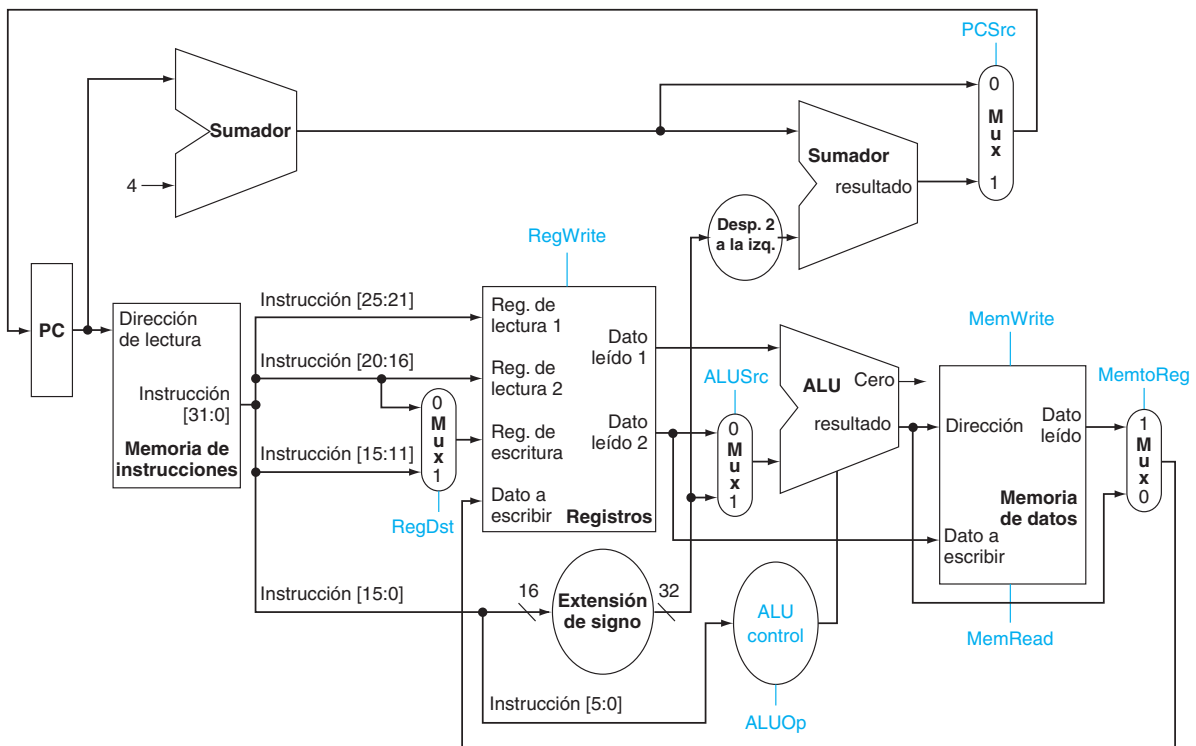 PCSrc
0
M
u
x
1
Sumador
4
Sumador
resultado
Desp. 2
a la izq.
RegWrite
PC
Dirección
de lectura
Instrucción
[31:0]
Memoria de
instrucciones
Instrucción [25:21]
Instrucción [20:16]
Instrucción [15:11]
Instrucción [15:0]
0
M
u
x
1
RegDst
Reg. de
lectura 1
Reg. de
lectura 2
Reg. de
escritura
Dato a
escribir
Dato
leído 1
Dato
leído 2
Registros
ALUSrc
0
M
u
x
1
ALU
Cero
resultado
MemWrite
Dirección
Dato
leído
Memoria
de datos
Dato a
escribir
MemRead
MemtoReg
1
M
u
x
0
16
Extensión
de signo
32
ALU
control
Instrucción [5:0]
ALUOp